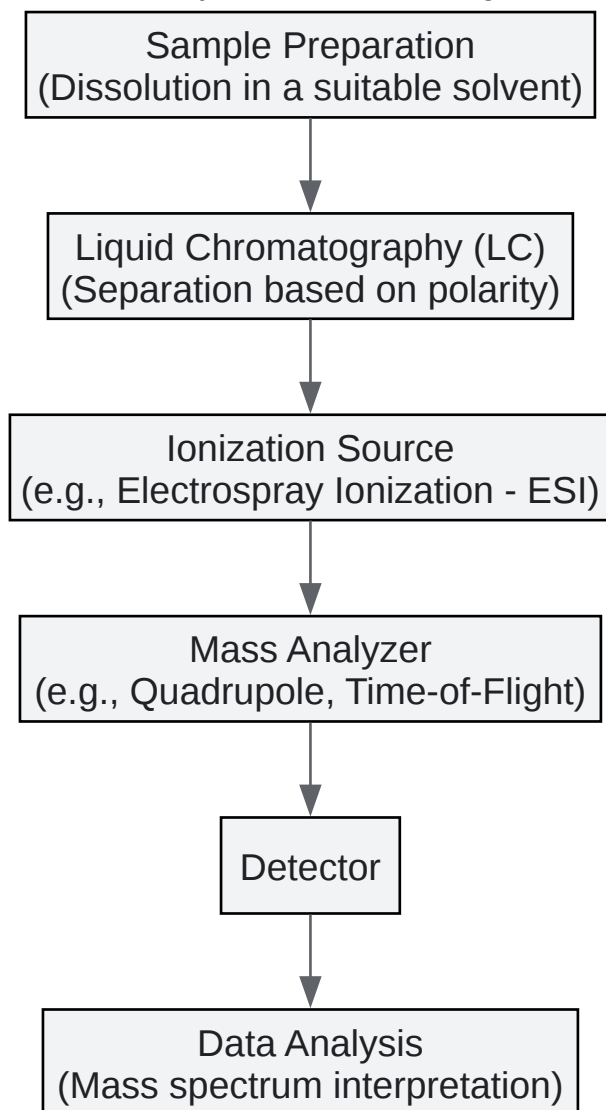 Sample Preparation
(Dissolution in a suitable solvent)
Liquid Chromatography (LC)
(Separation based on polarity)
Ionization Source
(e.g., Electrospray Ionization - ESI)
Mass Analyzer
(e.g., Quadrupole, Time-of-Flight)
Detector
Data Analysis
(Mass spectrum interpretation)